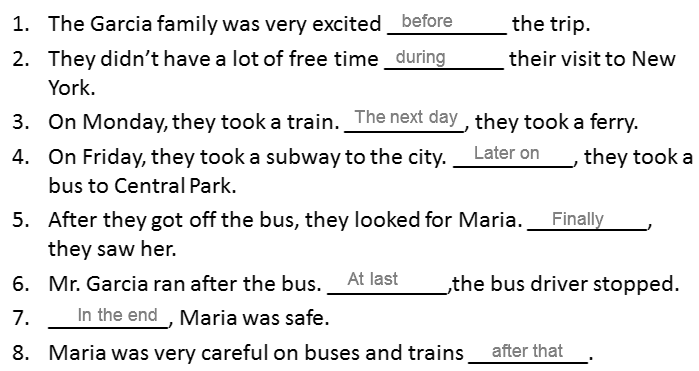 1. The Garcia family was very excited before the trip.
2. They didn't have a lot of free time during their visit to New
York.
3. On Monday, they took a train. The next day, they took a ferry.
4. On Friday, they took a subway to the city. Later on, they took a
bus to Central Park.
5. After they got off the bus, they looked for Maria. Finally,
they saw her.
6. Mr. Garcia ran after the bus. At last,the bus driver stopped.
7. In the end, Maria was safe.
8. Maria was very careful on buses and trains after that.